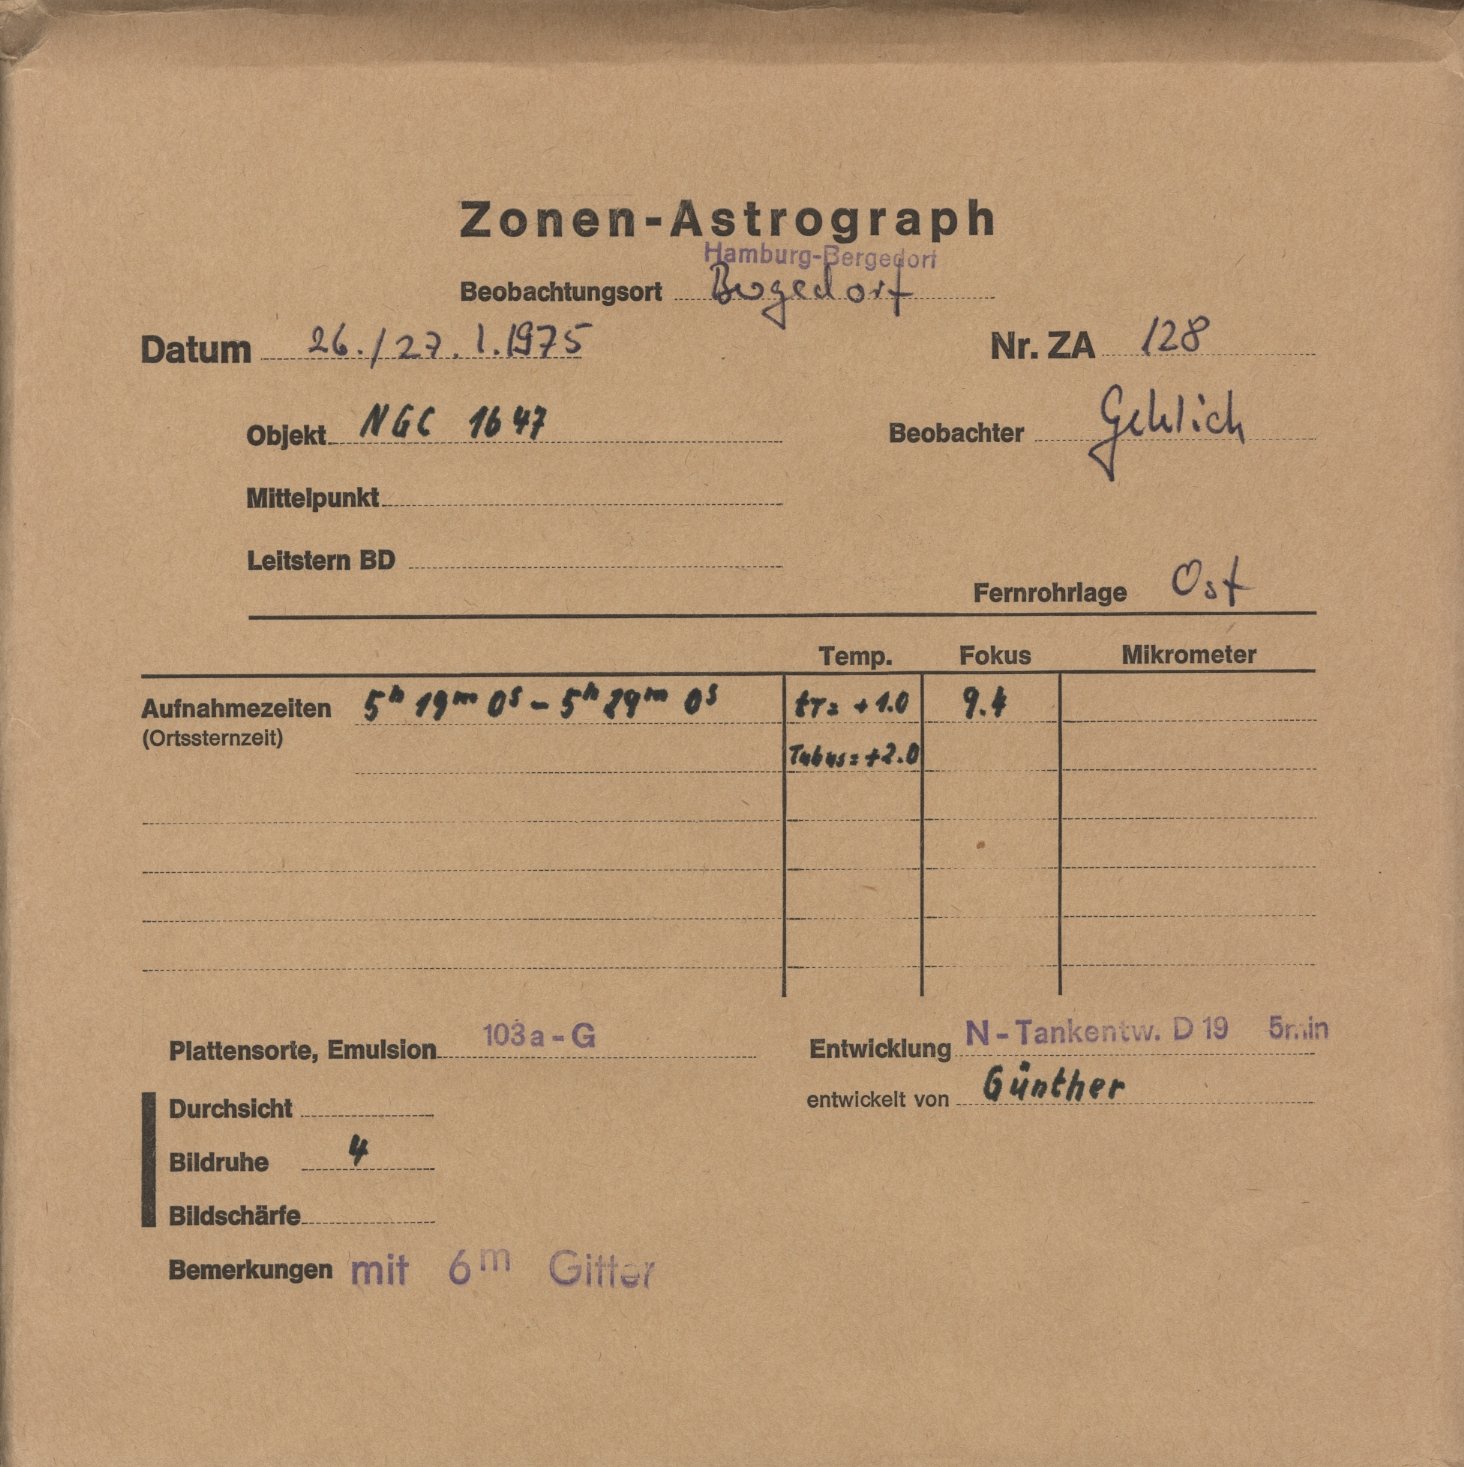 Zonen-Astrograph
Hamburg-Bergedorf
Beobachtungsort Bergedorf
Datum 26./27.1.1975 Nr. ZA 128
Objekt NGC 1647 Beobachter Gehlich
Mittelpunkt
Leitstern BD
Fernrohrlage Ost
Temp. Fokus Mikrometer
Aufnahmezeiten 5h 19m 0s - 5h 29m 0s tr= +1.0 9.4
(Ortssternzeit)
Tubus= +2.0
Plattensorte, Emulsion 103a-G Entwicklung N-Tankentw. D 19 5min
entwickelt von Günther
Durchsicht
Bildruhe 4
Bildschärfe
Bemerkungen mit 6m Gitter